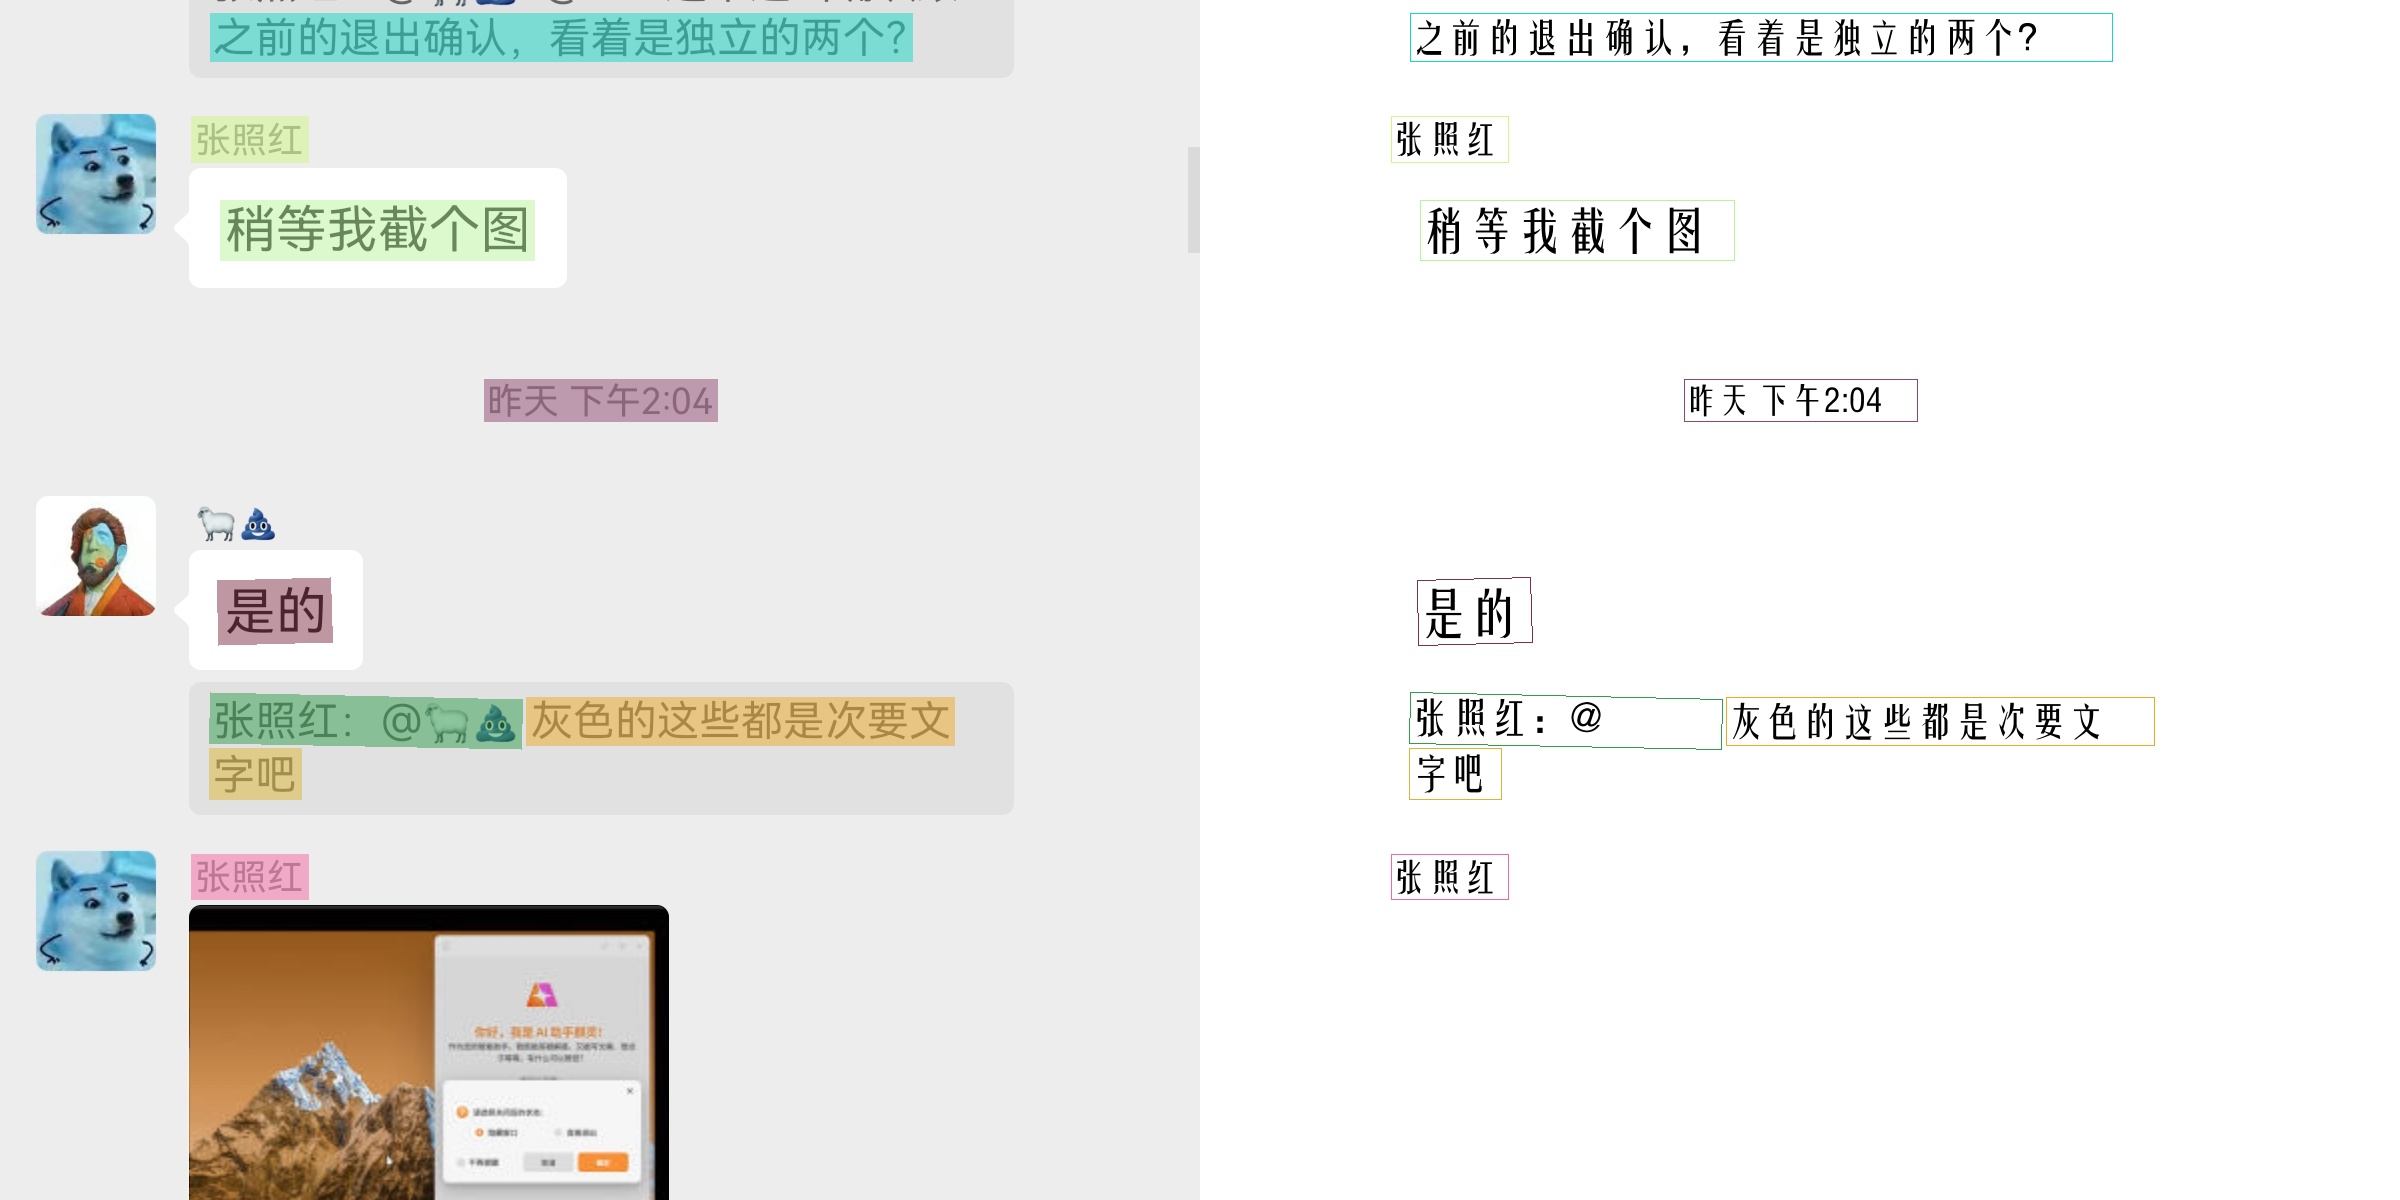 之前的退出确认，看着是独立的两个？
张照红
稍等我截个图
昨天 下午2:04
🐑💩
是的
张照红：@🐑💩 灰色的这些都是次要文
字吧
张照红
你好，我是 AI 助手麒灵！
之前的退出确认，看着是独立的两个？
张照红
稍等我截个图
昨天 下午2:04
是的
张照红：@ 灰色的这些都是次要文
字吧
张照红